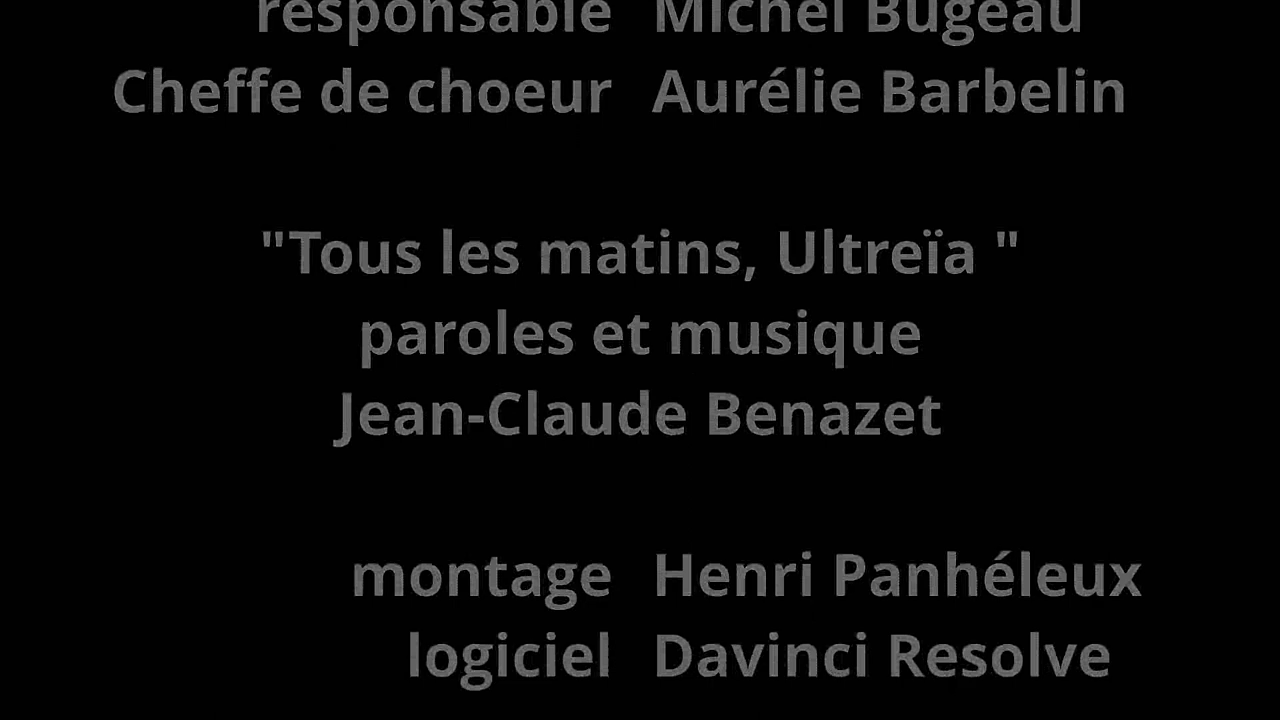 responsable Michel Bugeau
Cheffe de choeur Aurélie Barbelin
"Tous les matins, Ultreïa "
paroles et musique
Jean-Claude Benazet
montage Henri Panhéleux
logiciel Davinci Resolve